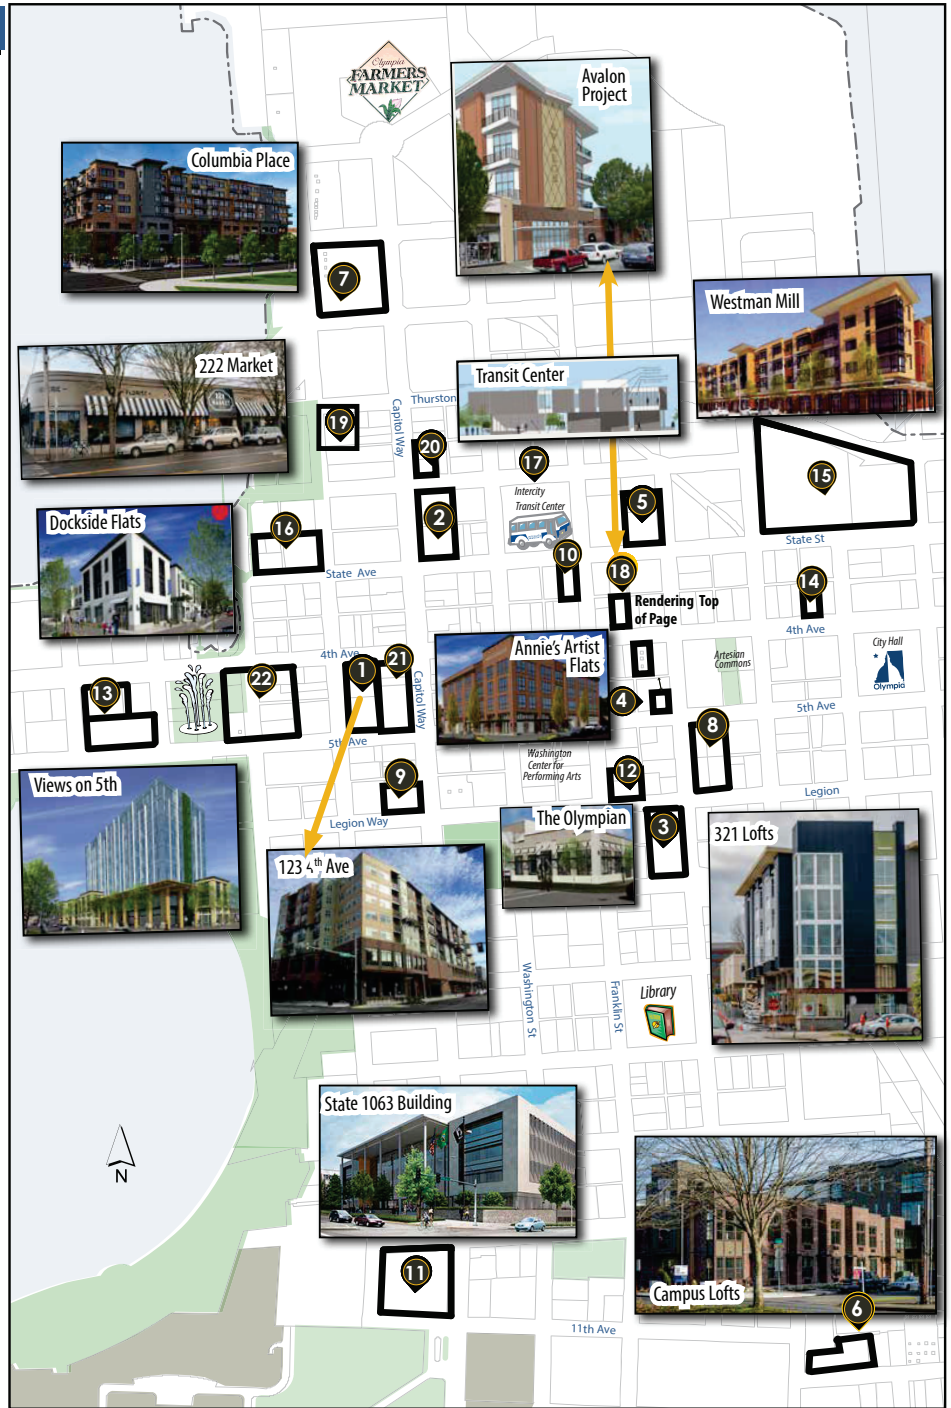 Olympia
FARMERS
MARKET
Avalon
Project
Columbia Place
7
Westman Mill
222 Market
Transit Center
Thurston
Capitol Way
19
20
17
15
Intercity
Transit Center
5
2
Dockside Flats
16
State St
10
State Ave
18
14
Rendering Top
of Page
4th Ave
Annie's Artist
Flats
City Hall
Olympia
Artesian
Commons
4th Ave
1
21
22
13
Capitol Way
4
5th Ave
8
5th Ave
Washington
Center for
Performing Arts
12
9
Views on 5th
Legion
Legion Way
The Olympian
3
321 Lofts
123 4th Ave
Washington St
Franklin St
Library
State 1063 Building
N
11
Campus Lofts
6
11th Ave